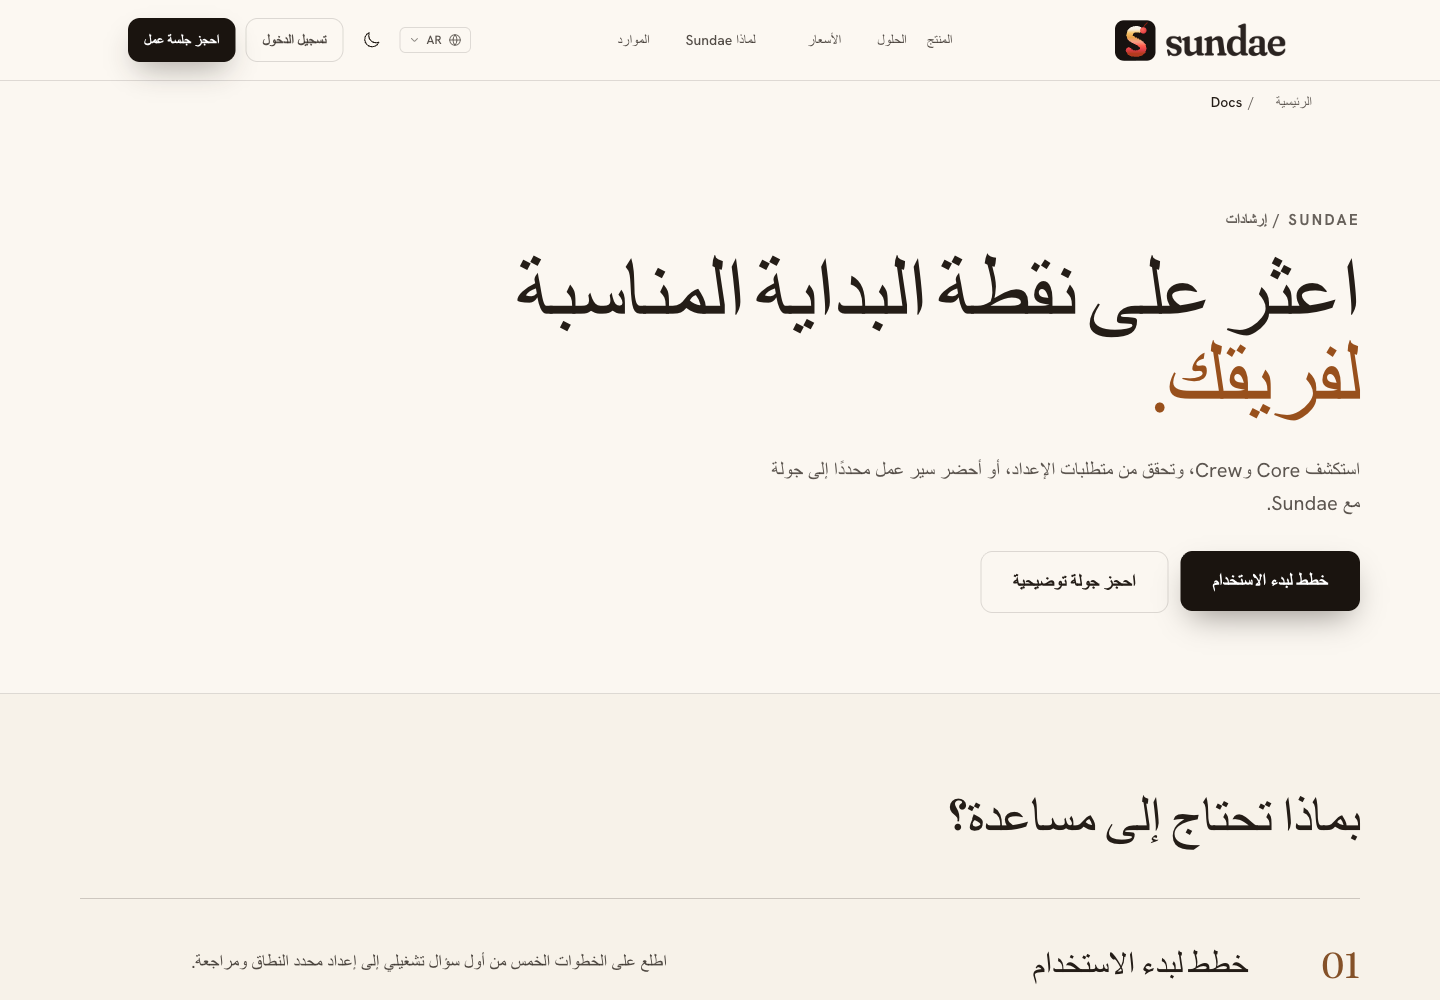 sundae
المنتج
الحلول
الأسعار
لماذا Sundae
الموارد
AR
تسجيل الدخول
احجز جلسة عمل
الرئيسية / Docs
SUNDAE / إرشادات
اعثر على نقطة البداية المناسبة
لفريقك.
استكشف Core وCrew، وتحقق من متطلبات الإعداد، أو أحضر سير عمل محددًا إلى جولة
مع Sundae.
خطط لبدء الاستخدام
احجز جولة توضيحية
بماذا تحتاج إلى مساعدة؟
01
خطط لبدء الاستخدام
اطلع على الخطوات الخمس من أول سؤال تشغيلي إلى إعداد محدد النطاق ومراجعة.